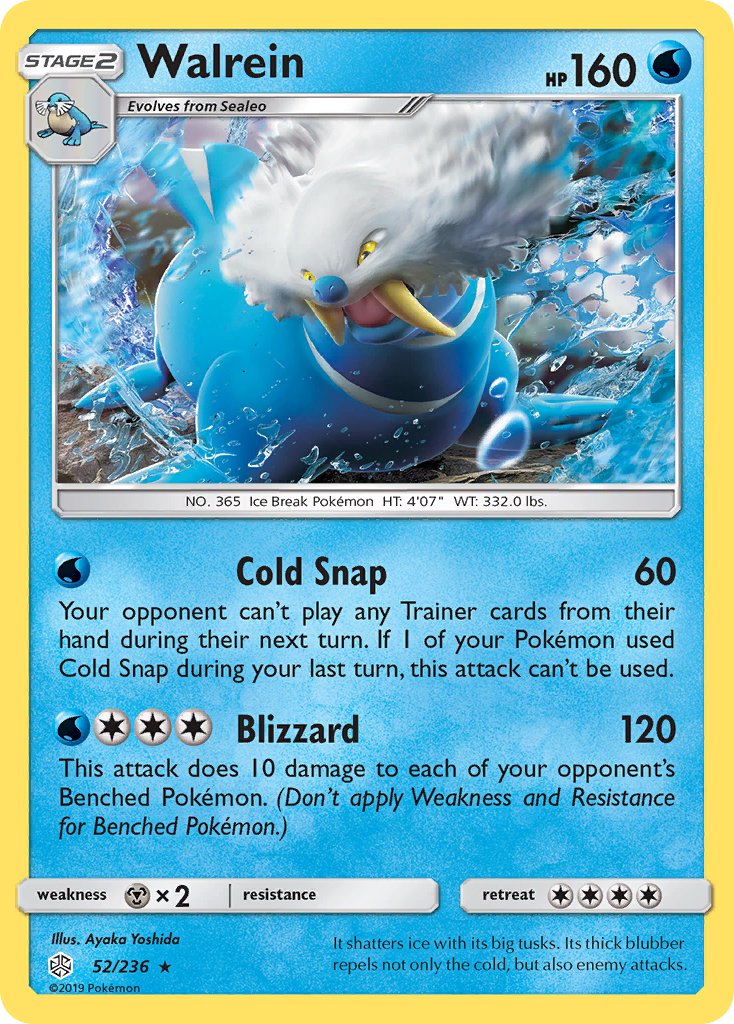 STAGE2
Walrein
HP 160
Evolves from Sealeo
NO. 365 Ice Break Pokémon HT: 4'07" WT: 332.0 lbs.
Cold Snap 60
Your opponent can't play any Trainer cards from their
hand during their next turn. If 1 of your Pokémon used
Cold Snap during your last turn, this attack can't be used.
Blizzard 120
This attack does 10 damage to each of your opponent's
Benched Pokémon. (Don't apply Weakness and Resistance
for Benched Pokémon.)
weakness ×2 resistance retreat
Illus. Ayaka Yoshida
52/236 ★
©2019 Pokémon
It shatters ice with its big tusks. Its thick blubber
repels not only the cold, but also enemy attacks.